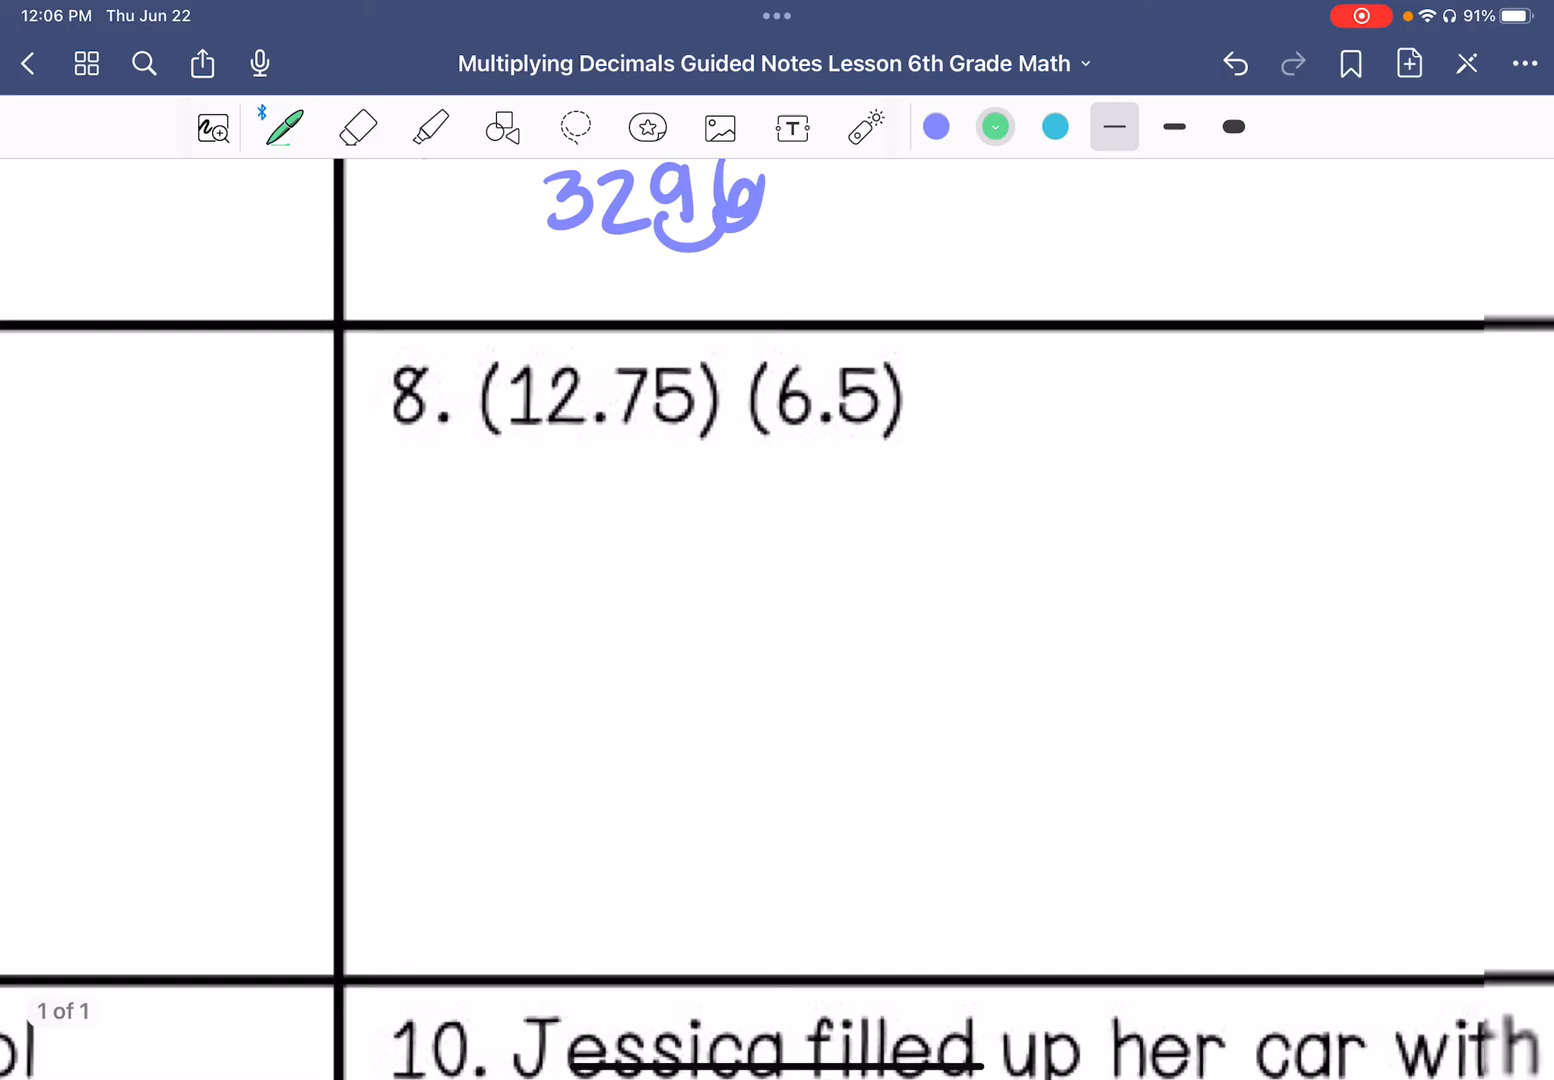 12:06 PM Thu Jun 22
91%
Multiplying Decimals Guided Notes Lesson 6th Grade Math
T
3296
8. (12.75) (6.5)
1 of 1
ol
10. Jessica filled up her car with